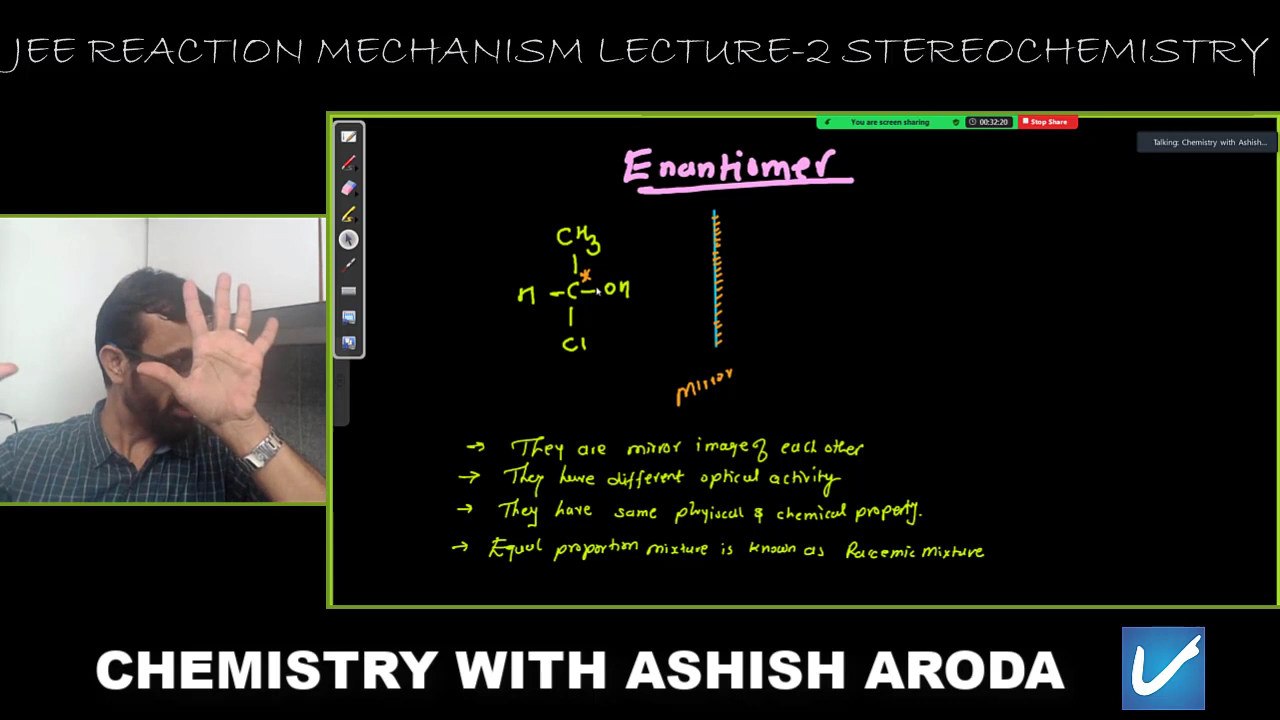 JEE REACTION MECHANISM LECTURE-2 STEREOCHEMISTRY
You are screen sharing
00:32:20
Stop Share
Talking: Chemistry with Ashish...
Enantiomer
CH3
H - C - OH
*
Cl
Mirror
→ They are mirror image of each other
→ They have different optical activity
→ They have same phyiscal & chemical property.
→ Equal proportion mixture is known as Racemic Mixture
CHEMISTRY WITH ASHISH ARODA